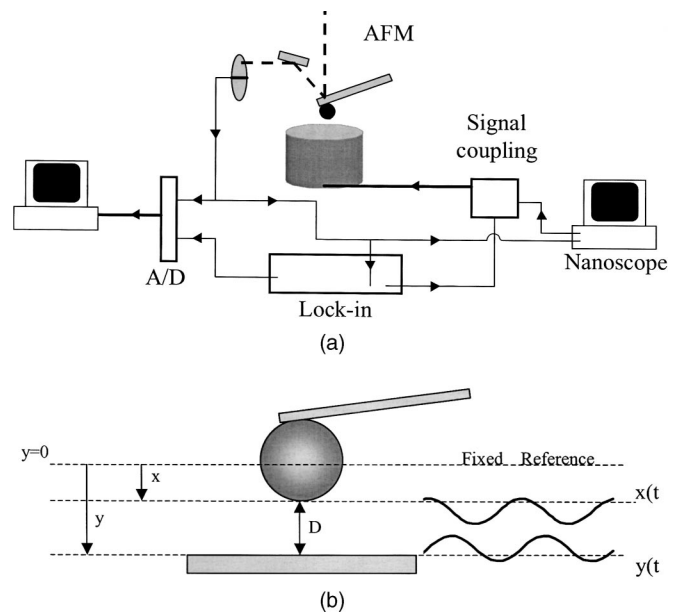 AFM
Signal
coupling
A/D
Nanoscope
Lock-in
(a)
y=0
Fixed Reference
x
x(t
y
D
y(t
(b)